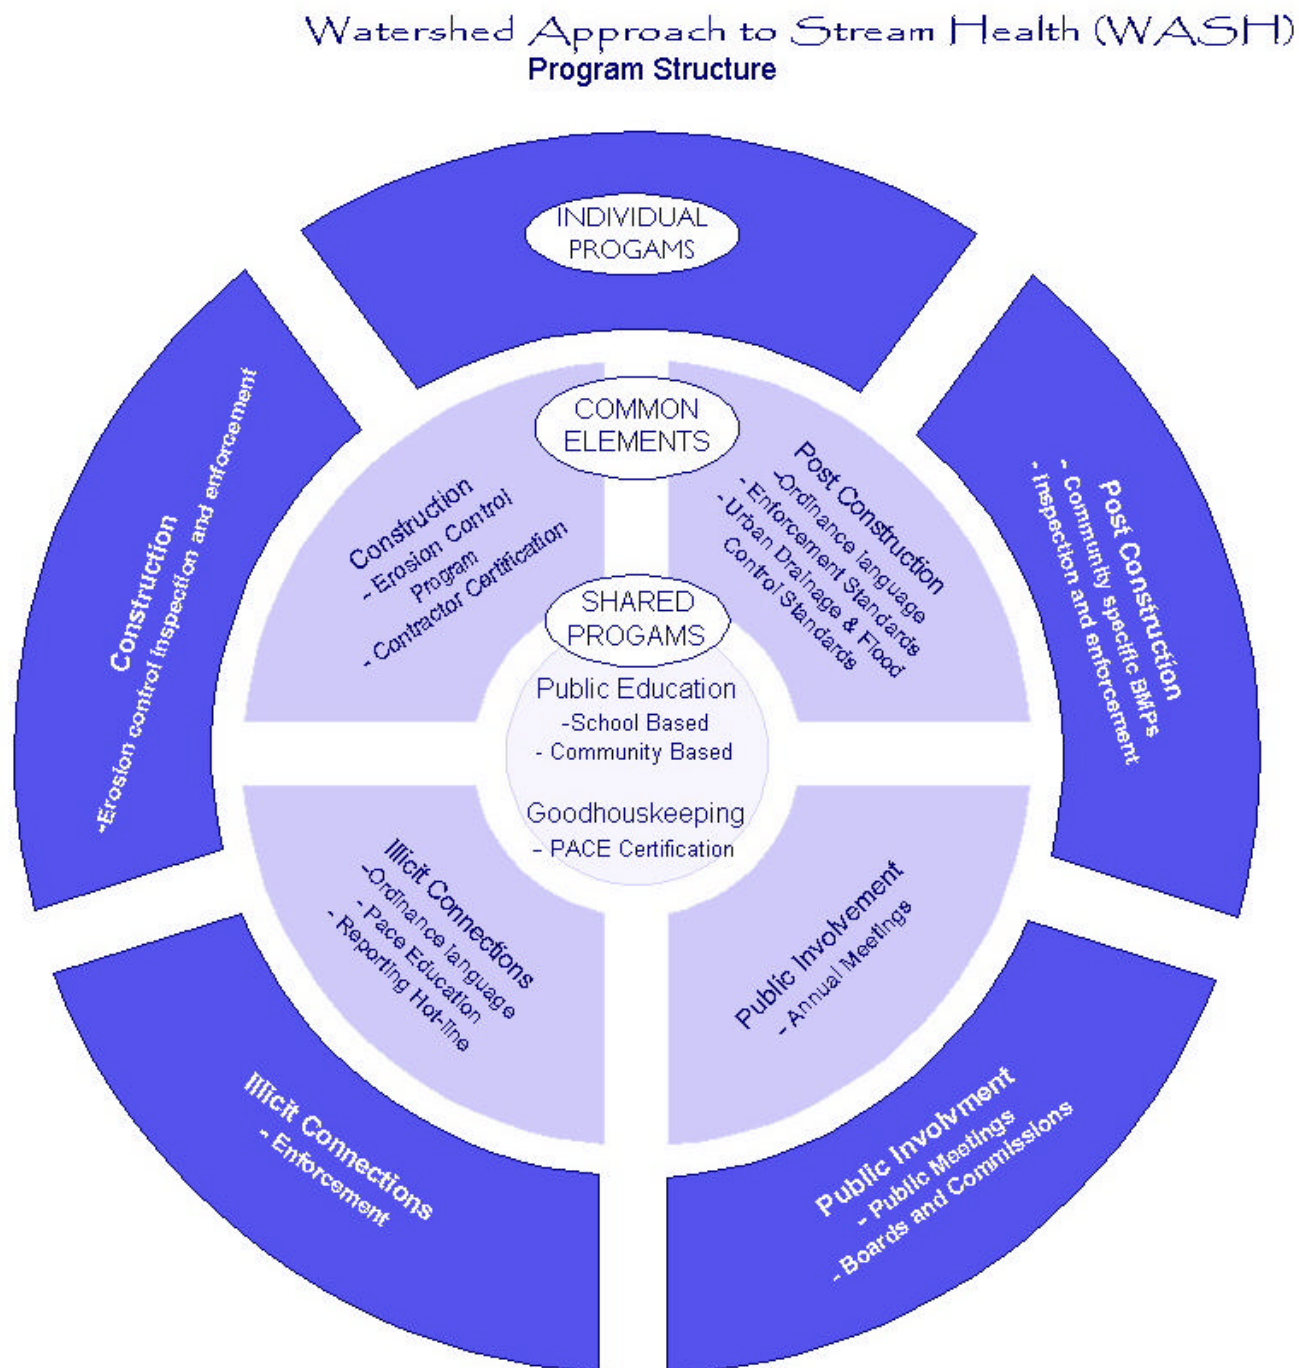 Watershed Approach to Stream Health (WASH)
Program Structure
INDIVIDUAL
PROGAMS
Construction
-Erosion control inspection and enforcement
Post Construction
- Community specific BMPs
- Inspection and enforcement
COMMON
ELEMENTS
Construction
- Erosion Control
Program
- Contractor Certification
Post Construction
-Ordinance language
- Enforcement Standards
- Urban Drainage & Flood
Control Standards
SHARED
PROGAMS
Public Education
-School Based
- Community Based
Goodhouskeeping
- PACE Certification
Illicit Connections
-Ordinance language
- Pace Education
- Reporting Hot-line
Public Involvement
- Annual Meetings
Illicit Connections
- Enforcement
Public Involvment
- Public Meetings
- Boards and Commissions